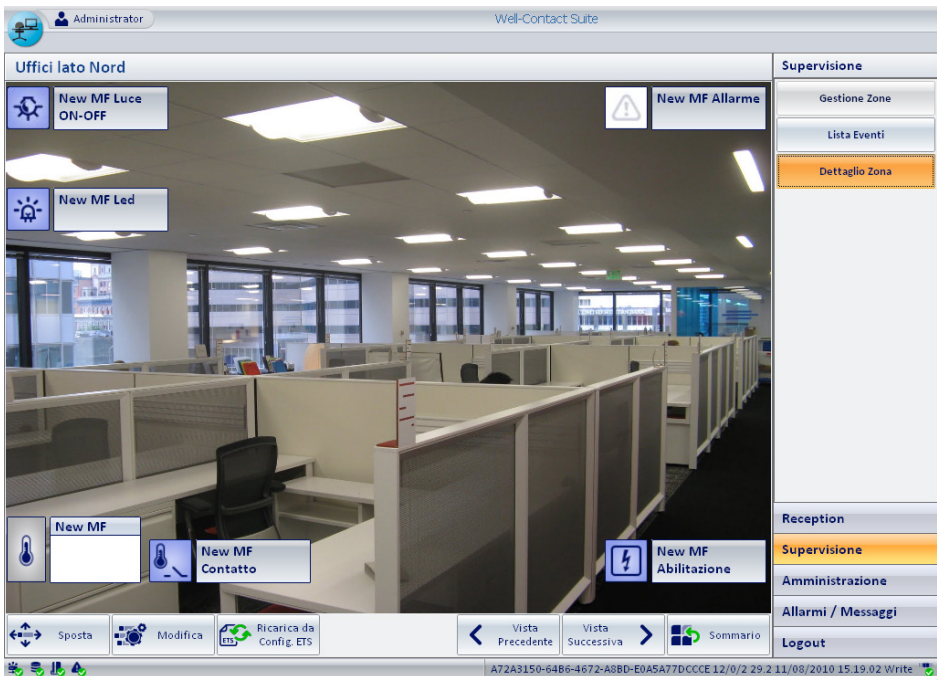 Administrator
Well-Contact Suite
Uffici lato Nord
Supervisione
New MF Luce
ON-OFF
New MF Allarme
Gestione Zone
Lista Eventi
Dettaglio Zona
New MF Led
New MF
New MF
Contatto
New MF
Abilitazione
Reception
Supervisione
Amministrazione
Allarmi / Messaggi
Logout
Sposta
Modifica
ETS
Ricarica da
Config. ETS
Vista
Precedente
Vista
Successiva
Sommario
A72A3150-64B6-4672-A8BD-E0A5A77DCCCE 12/0/2 29.2 11/08/2010 15.19.02 Write